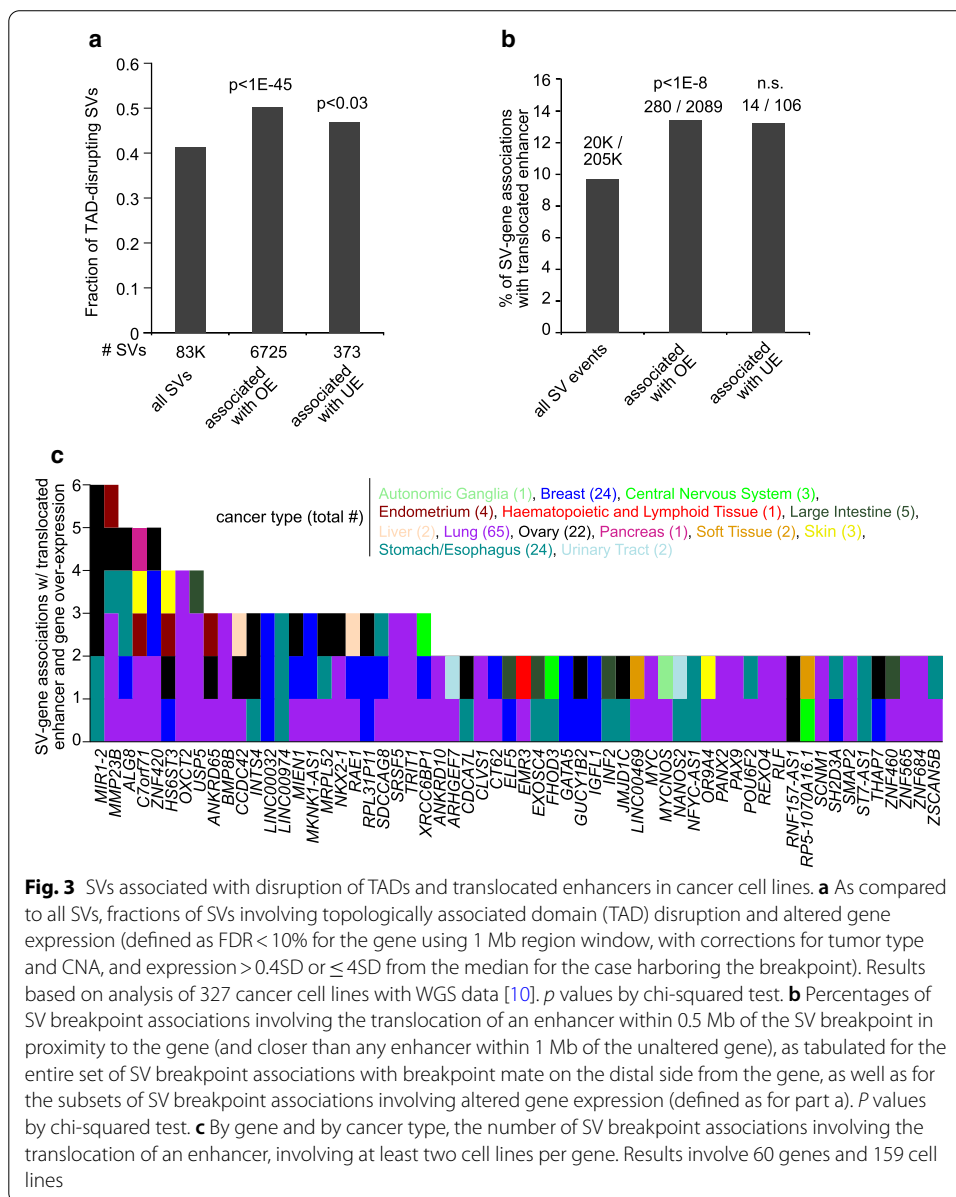 a
0.6
0.5
0.4
0.3
0.2
0.1
0
Fraction of TAD-disrupting SVs
p<1E-45
p<0.03
# SVs 83K 6725 373
all SVs
associated with OE
associated with UE
b
16
14
12
10
8
6
4
2
0
% of SV-gene associations
with translocated enhancer
p<1E-8
n.s.
280 / 2089
14 / 106
20K /
205K
all SV events
associated with OE
associated with UE
c
6
5
4
3
2
1
0
SV-gene associations w/ translocated
enhancer and gene over-expression
cancer type (total #)
Autonomic Ganglia (1), Breast (24), Central Nervous System (3),
Endometrium (4), Haematopoietic and Lymphoid Tissue (1), Large Intestine (5),
Liver (2), Lung (65), Ovary (22), Pancreas (1), Soft Tissue (2), Skin (3),
Stomach/Esophagus (24), Urinary Tract (2)
MIR1-2
MMP23B
ALG8
C7orf71
ZNF420
HS6ST3
OXCT2
USP5
ANKRD65
BMP8B
CCDC42
INTS4
LINC00032
LINC00974
MIEN1
MKNK1-AS1
MRPL52
NKX2-1
RAE1
RPL31P11
SDCCAG8
SRSF5
TRIT1
XRCC6BP1
ANKRD10
ARHGEF7
CDCA7L
CLVS1
CT62
ELF5
EMR3
EXOSC4
FHOD3
GATA5
GUCY1B2
IGFL1
INF2
JMJD1C
LINC00469
MYC
MYCNOS
NANOS2
NFYC-AS1
OR9A4
PANX2
PAX9
POU6F2
REXO4
RLF
RNF157-AS1
RP5-1070A16.1
SCNM1
SH2D3A
SMAP2
ST7-AS1
THAP7
ZNF460
ZNF565
ZNF684
ZSCAN5B
Fig. 3 SVs associated with disruption of TADs and translocated enhancers in cancer cell lines. a As compared
to all SVs, fractions of SVs involving topologically associated domain (TAD) disruption and altered gene
expression (defined as FDR < 10% for the gene using 1 Mb region window, with corrections for tumor type
and CNA, and expression > 0.4SD or ≤ 4SD from the median for the case harboring the breakpoint). Results
based on analysis of 327 cancer cell lines with WGS data [10]. p values by chi-squared test. b Percentages of
SV breakpoint associations involving the translocation of an enhancer within 0.5 Mb of the SV breakpoint in
proximity to the gene (and closer than any enhancer within 1 Mb of the unaltered gene), as tabulated for the
entire set of SV breakpoint associations with breakpoint mate on the distal side from the gene, as well as for
the subsets of SV breakpoint associations involving altered gene expression (defined as for part a). P values
by chi-squared test. c By gene and by cancer type, the number of SV breakpoint associations involving the
translocation of an enhancer, involving at least two cell lines per gene. Results involve 60 genes and 159 cell
lines